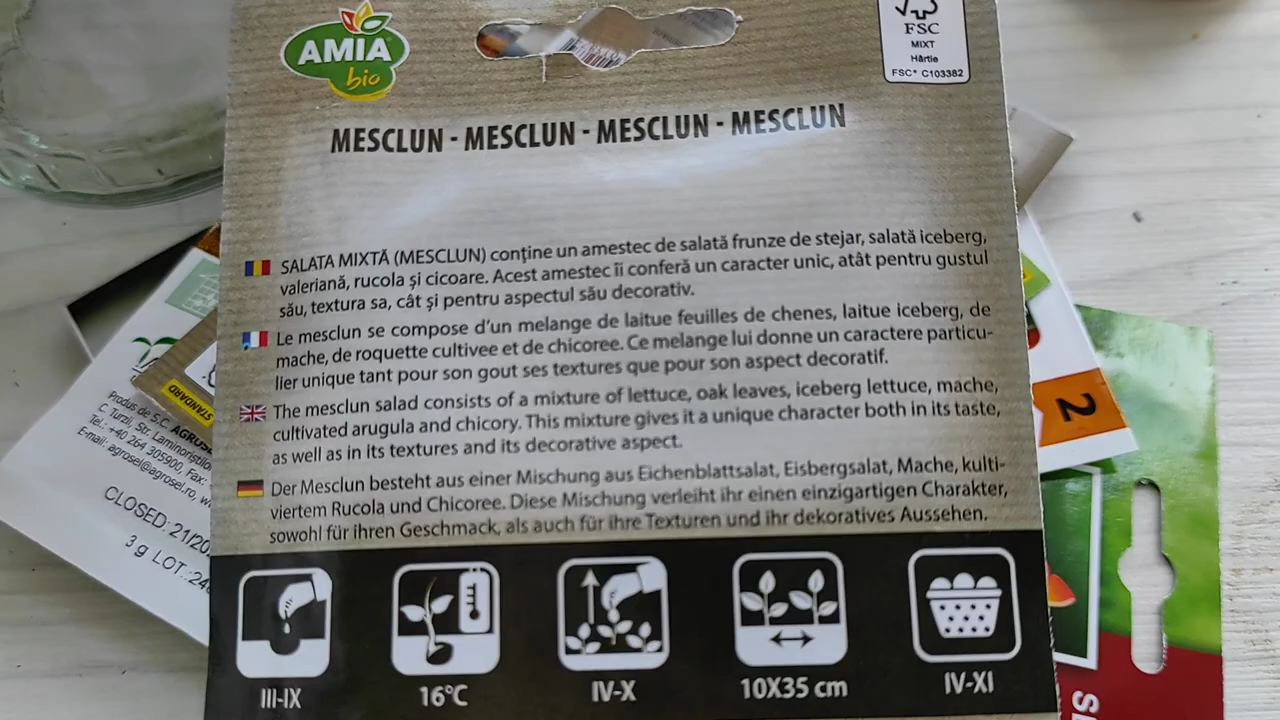 AMIA
bio
FSC
MIXT
Hârtie
FSC® C103382
MESCLUN - MESCLUN - MESCLUN - MESCLUN
SALATA MIXTĂ (MESCLUN) conține un amestec de salată frunze de stejar, salată iceberg,
valeriană, rucola și cicoare. Acest amestec îi conferă un caracter unic, atât pentru gustul
său, textura sa, cât și pentru aspectul său decorativ.
Le mesclun se compose d'un melange de laitue feuilles de chenes, laitue iceberg, de
mache, de roquette cultivee et de chicoree. Ce melange lui donne un caractere particu-
lier unique tant pour son gout ses textures que pour son aspect decoratif.
The mesclun salad consists of a mixture of lettuce, oak leaves, iceberg lettuce, mache,
cultivated arugula and chicory. This mixture gives it a unique character both in its taste,
as well as in its textures and its decorative aspect.
Der Mesclun besteht aus einer Mischung aus Eichenblattsalat, Eisbergsalat, Mache, kulti-
viertem Rucola und Chicoree. Diese Mischung verleiht ihr einen einzigartigen Charakter,
sowohl für ihren Geschmack, als auch für ihre Texturen und ihr dekoratives Aussehen.
III-IX
16°C
IV-X
10X35 cm
IV-XI
STANDARD
Produs de S.C. AGROSE
C. Turzii, Str. Laminoriștilo
Tel.: +40 264 305900, Fax:
E-mail: agrosel@agrosel.ro, w
CLOSED: 21/20
3 g LOT.:24
2